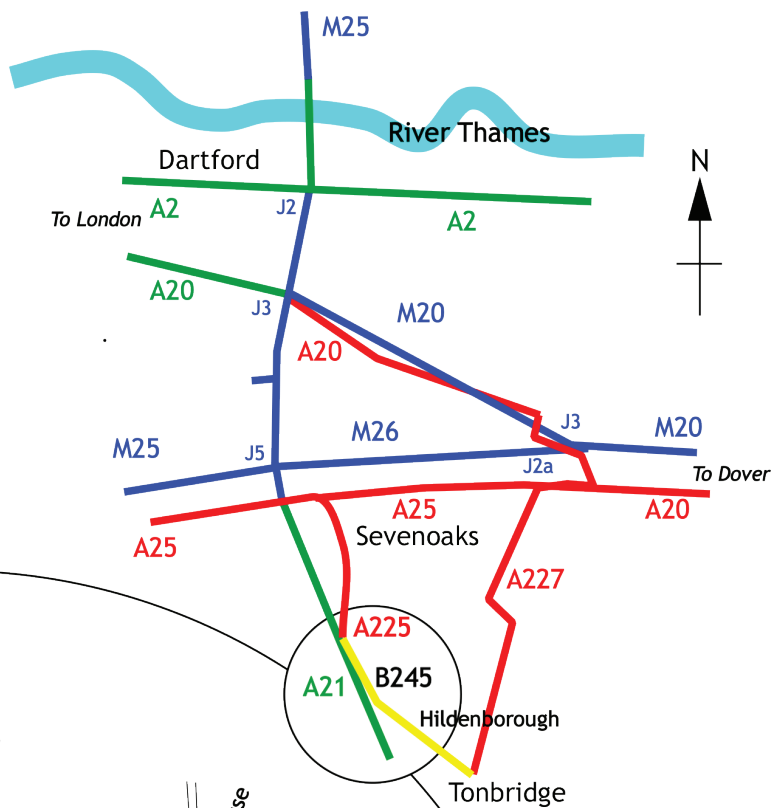 M25
River Thames
Dartford
N
A2
J2
To London
A2
A20
J3
M20
A20
J3
M20
M25
J5
M26
J2a
To Dover
A25
A25
A20
Sevenoaks
A227
A225
A21
B245
Hildenborough
Tonbridge
se